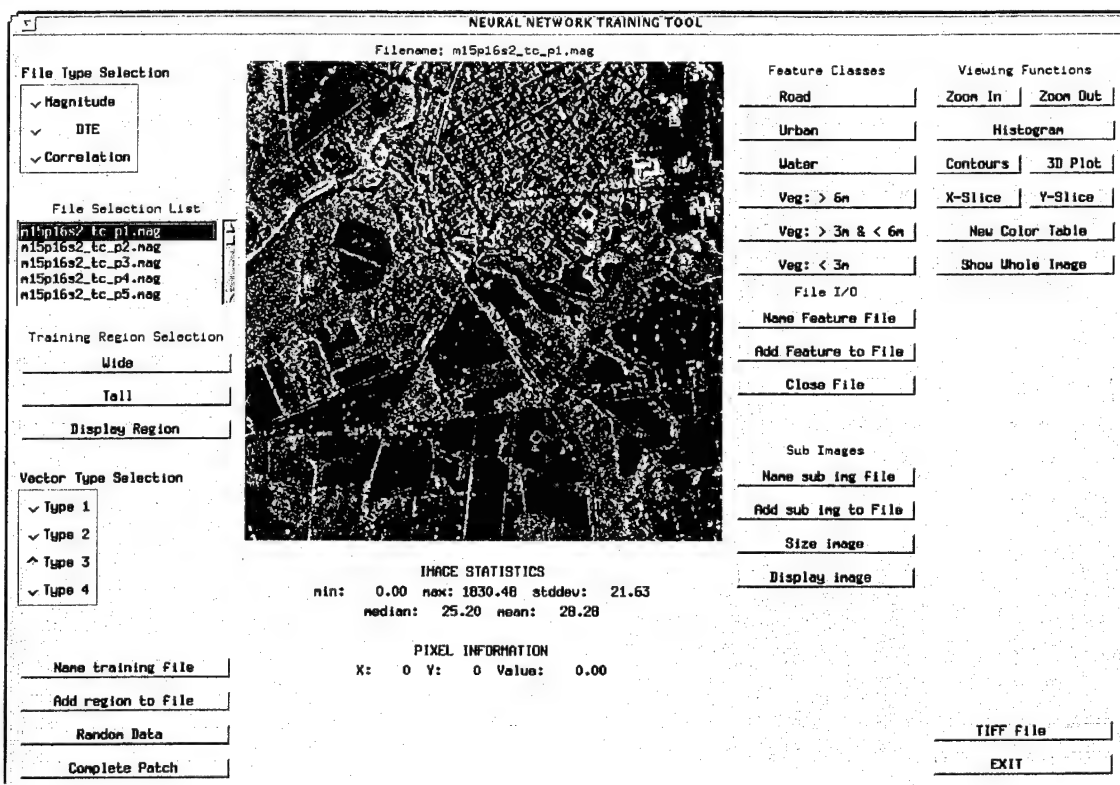 NEURAL NETWORK TRAINING TOOL
Filename: m15p16s2_tc_p1.mag
File Type Selection
Magnitude
DTE
Correlation
File Selection List
m15p16s2_tc_p1.mag
m15p16s2_tc_p2.mag
m15p16s2_tc_p3.mag
m15p16s2_tc_p4.mag
m15p16s2_tc_p5.mag
Training Region Selection
Wide
Tall
Display Region
Vector Type Selection
Type 1
Type 2
Type 3
Type 4
Name training file
Add region to file
Random Data
Complete Patch
IMAGE STATISTICS
min: 0.00 max: 1830.48 stddev: 21.63
median: 25.20 mean: 28.28
PIXEL INFORMATION
X: 0 Y: 0 Value: 0.00
Feature Classes
Road
Urban
Water
Veg: > 6m
Veg: > 3m & < 6m
Veg: < 3m
File I/O
Name Feature File
Add Feature to File
Close File
Sub Images
Name sub img file
Add sub img to File
Size image
Display image
Viewing Functions
Zoom In Zoom Out
Histogram
Contours 3D Plot
X-Slice Y-Slice
New Color Table
Show Whole Image
TIFF File
EXIT